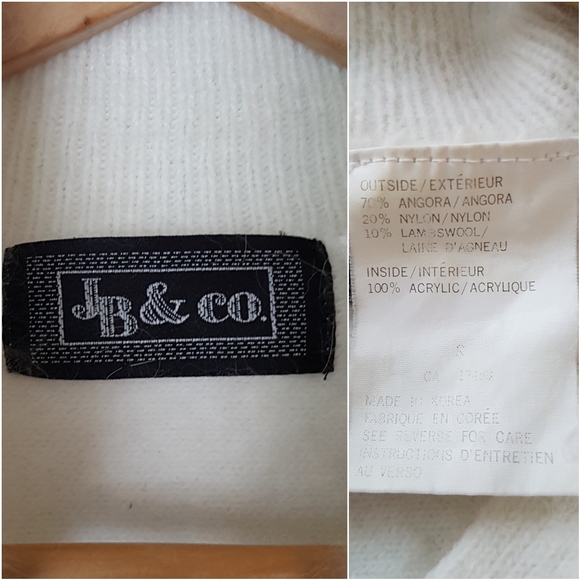 JB & CO.
OUTSIDE/EXTÉRIEUR
70% ANGORA/ANGORA
20% NYLON/NYLON
10% LAMBSWOOL/
LAINE D'AGNEAU
INSIDE/INTÉRIEUR
100% ACRYLIC/ACRYLIQUE
CA
MADE IN KOREA
FABRIQUE EN CORÉE
SEE REVERSE FOR CARE
INSTRUCTIONS D'ENTRETIEN
AU VERSO